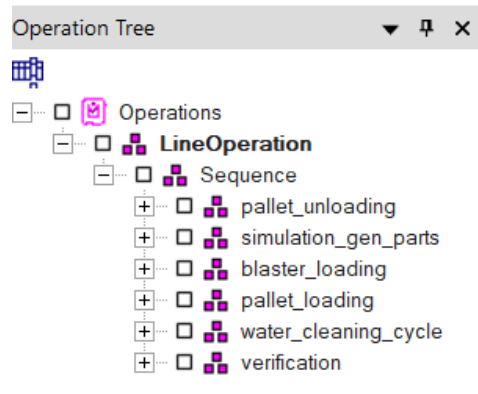 Operation Tree
Operations
LineOperation
Sequence
pallet_unloading
simulation_gen_parts
blaster_loading
pallet_loading
water_cleaning_cycle
verification